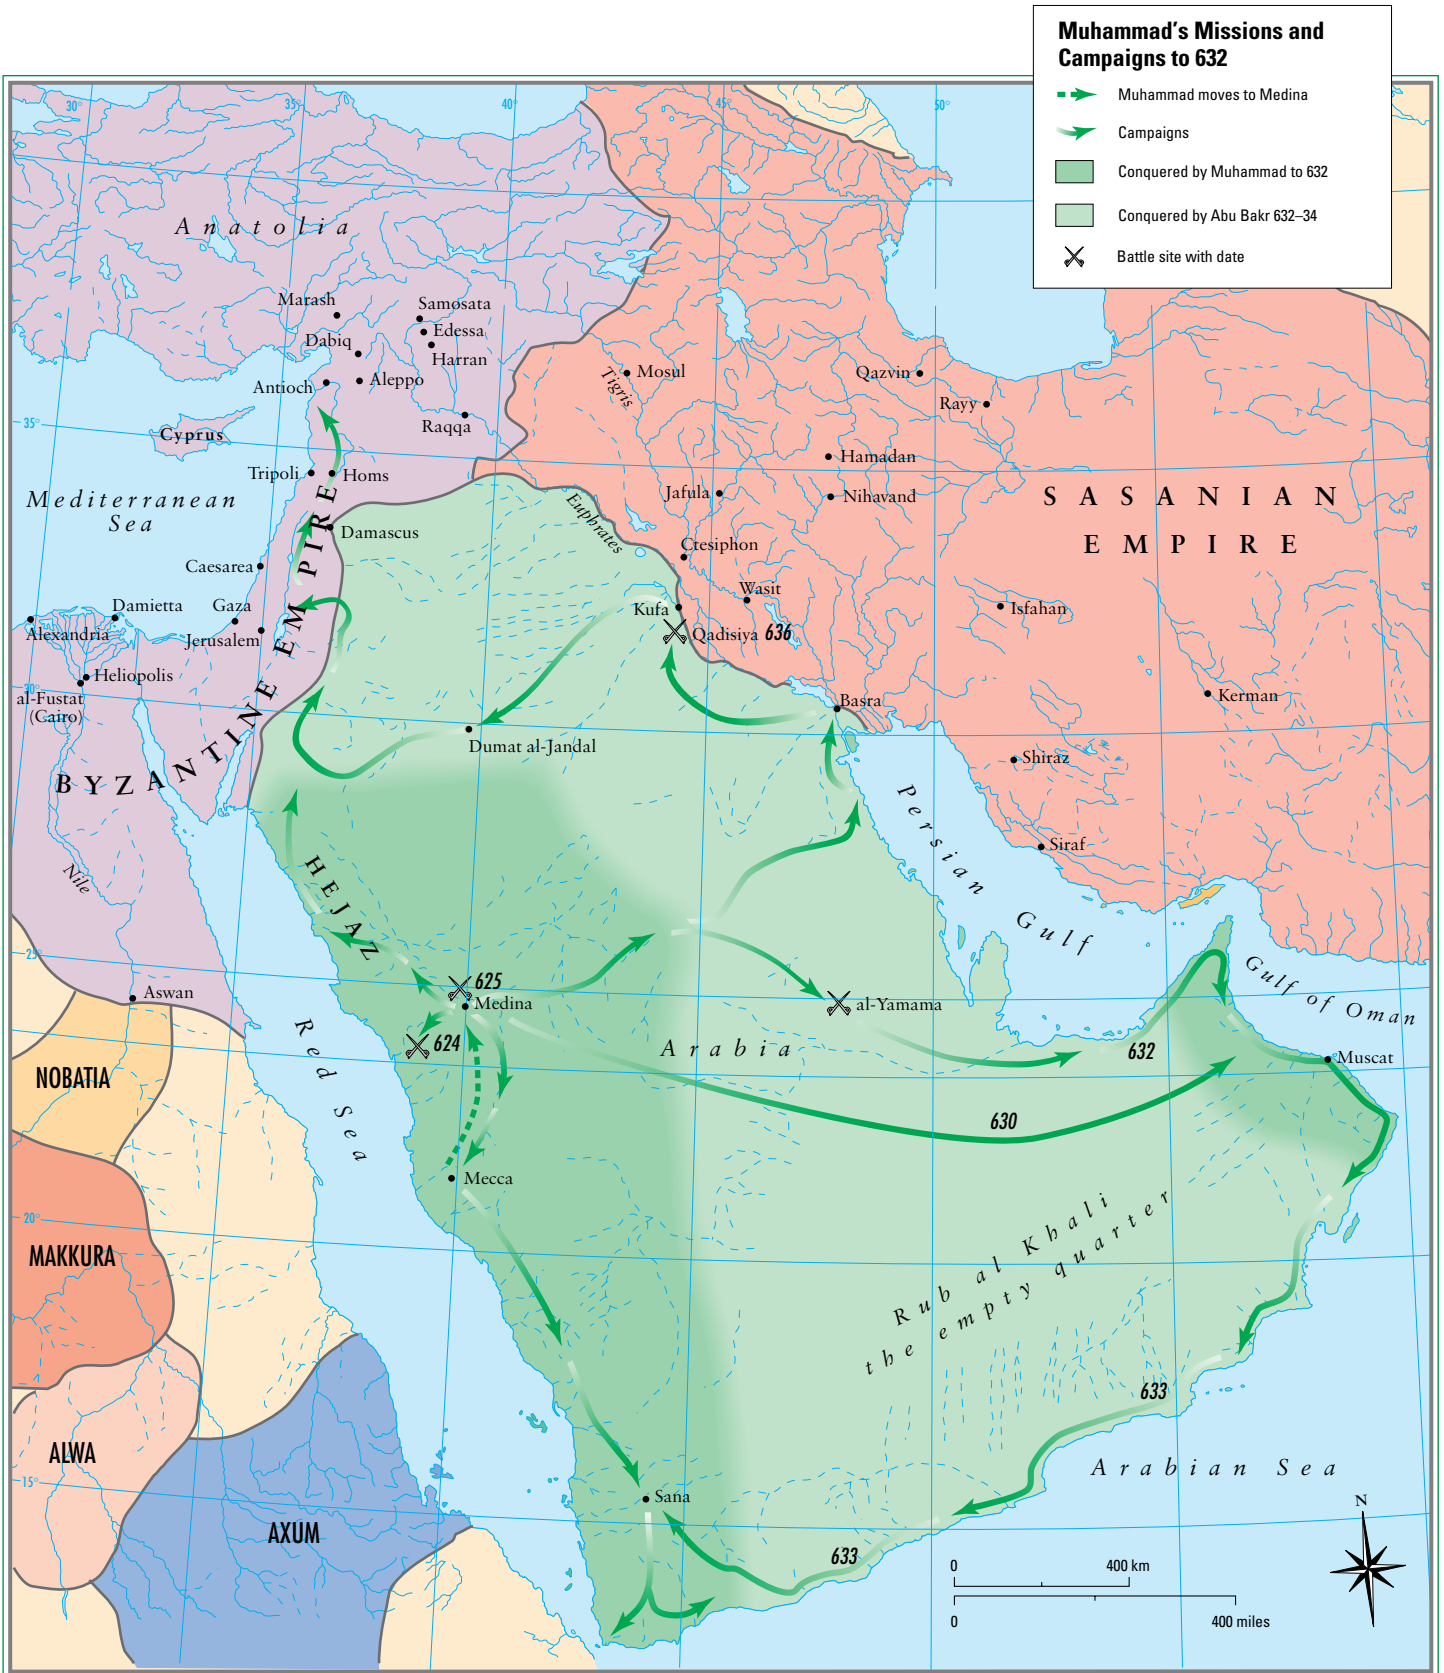 Muhammad's Missions and
Campaigns to 632
Muhammad moves to Medina
Campaigns
Conquered by Muhammad to 632
Conquered by Abu Bakr 632–34
Battle site with date
30°
35°
40°
45°
50°
Anatolia
Marash
Samosata
Dabiq
Edessa
Harran
Antioch
Aleppo
Raqqa
Mosul
Tigris
Qazvin
Rayy
35°
Cyprus
Tripoli
Homs
Hamadan
Jafula
Nihavand
Mediterranean
Sea
SASANIAN
EMPIRE
Euphrates
Damascus
Ctesiphon
Caesarea
Wasit
Damietta
Gaza
Kufa
Isfahan
Alexandria
Jerusalem
Qadisiya 636
Heliopolis
30°
al-Fustat
(Cairo)
Basra
Kerman
BYZANTINE EMPIRE
Dumat al-Jandal
Shiraz
Persian Gulf
Siraf
Nile
HEJAZ
25°
Gulf of Oman
Aswan
625
Medina
al-Yamama
624
Arabia
632
Muscat
Red Sea
NOBATIA
630
Mecca
20°
MAKKURA
Rub al Khali
the empty quarter
633
ALWA
Arabian Sea
15°
Sana
N
AXUM
633
0
400 km
0
400 miles